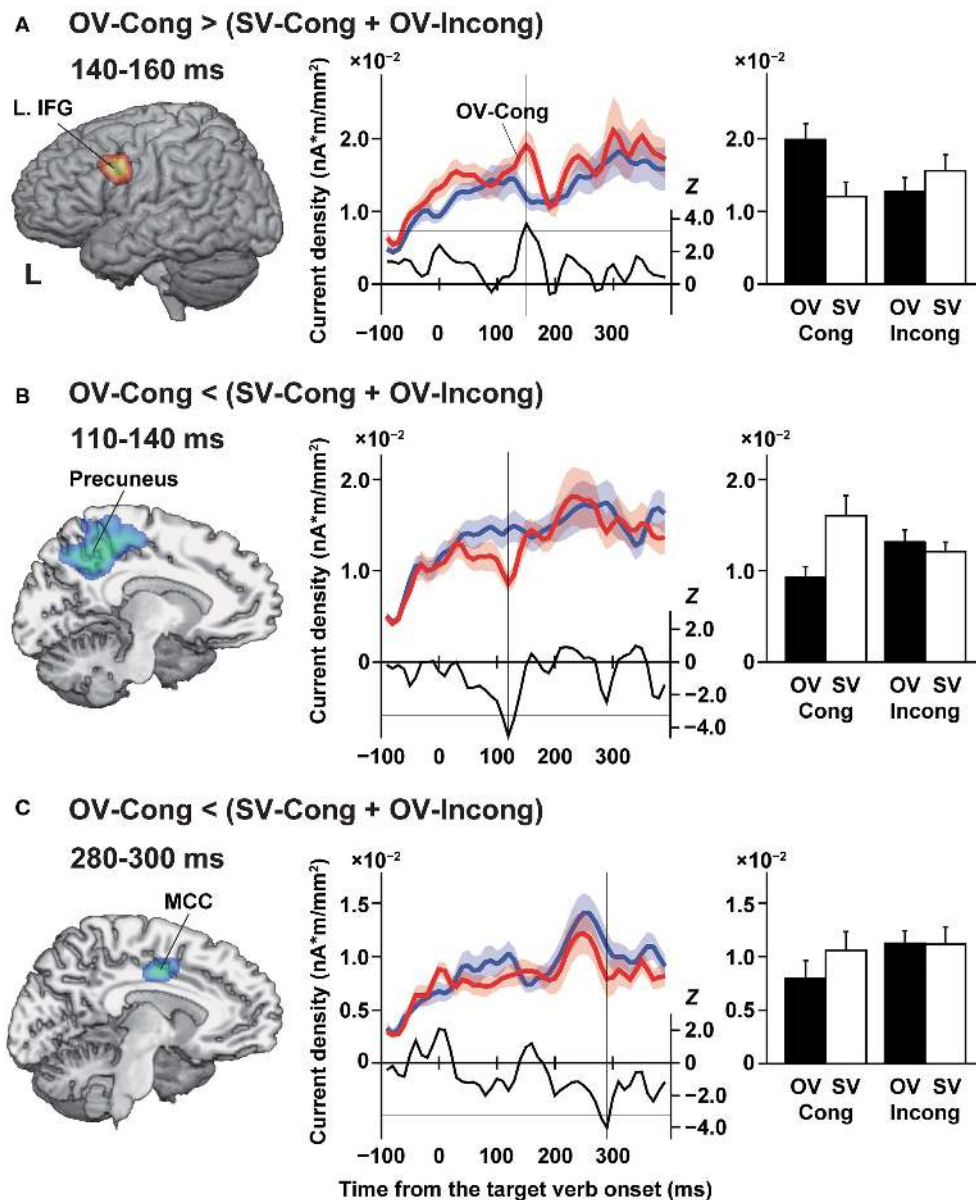 A OV-Cong > (SV-Cong + OV-Incong)
140-160 ms
L. IFG
L
Current density (nA*m/mm²)
×10⁻²
2.0
1.0
0
OV-Cong
Z
4.0
2.0
0
−100 0 100 200 300
×10⁻²
2.0
1.0
0
OV SV OV SV
Cong Incong
B OV-Cong < (SV-Cong + OV-Incong)
110-140 ms
Precuneus
Current density (nA*m/mm²)
×10⁻²
2.0
1.0
0
Z
2.0
0
−2.0
−4.0
−100 0 100 200 300
×10⁻²
2.0
1.0
0
OV SV OV SV
Cong Incong
C OV-Cong < (SV-Cong + OV-Incong)
280-300 ms
MCC
Current density (nA*m/mm²)
×10⁻²
1.5
1.0
0.5
0
Z
2.0
0
−2.0
−4.0
−100 0 100 200 300
Time from the target verb onset (ms)
×10⁻²
1.5
1.0
0.5
0
OV SV OV SV
Cong Incong